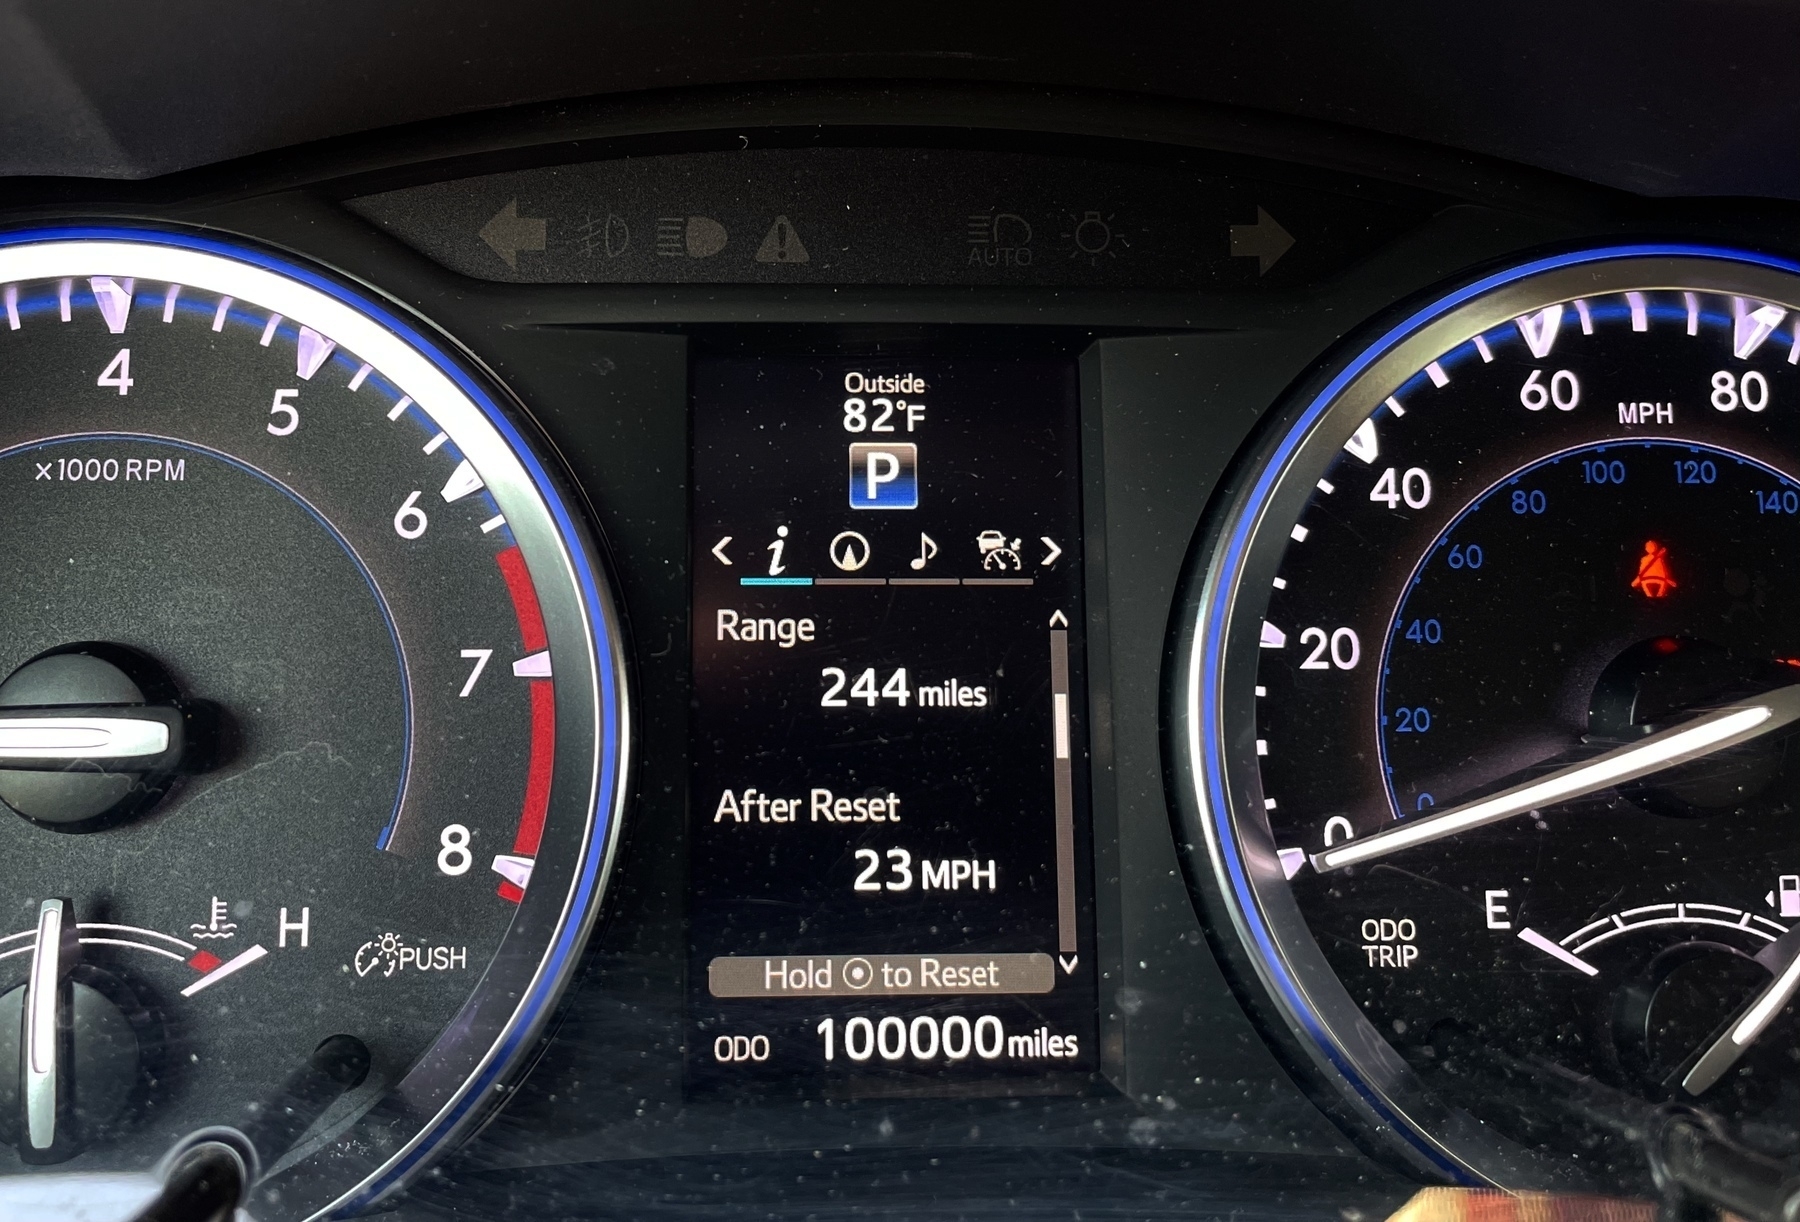 AUTO
4
5
6
7
8
x1000 RPM
H
PUSH
Outside
82°F
P
i
Range
244 miles
After Reset
23 MPH
Hold to Reset
ODO 100000 miles
0
20
40
60
80
MPH
0
20
40
60
80
100
120
140
E
ODO
TRIP